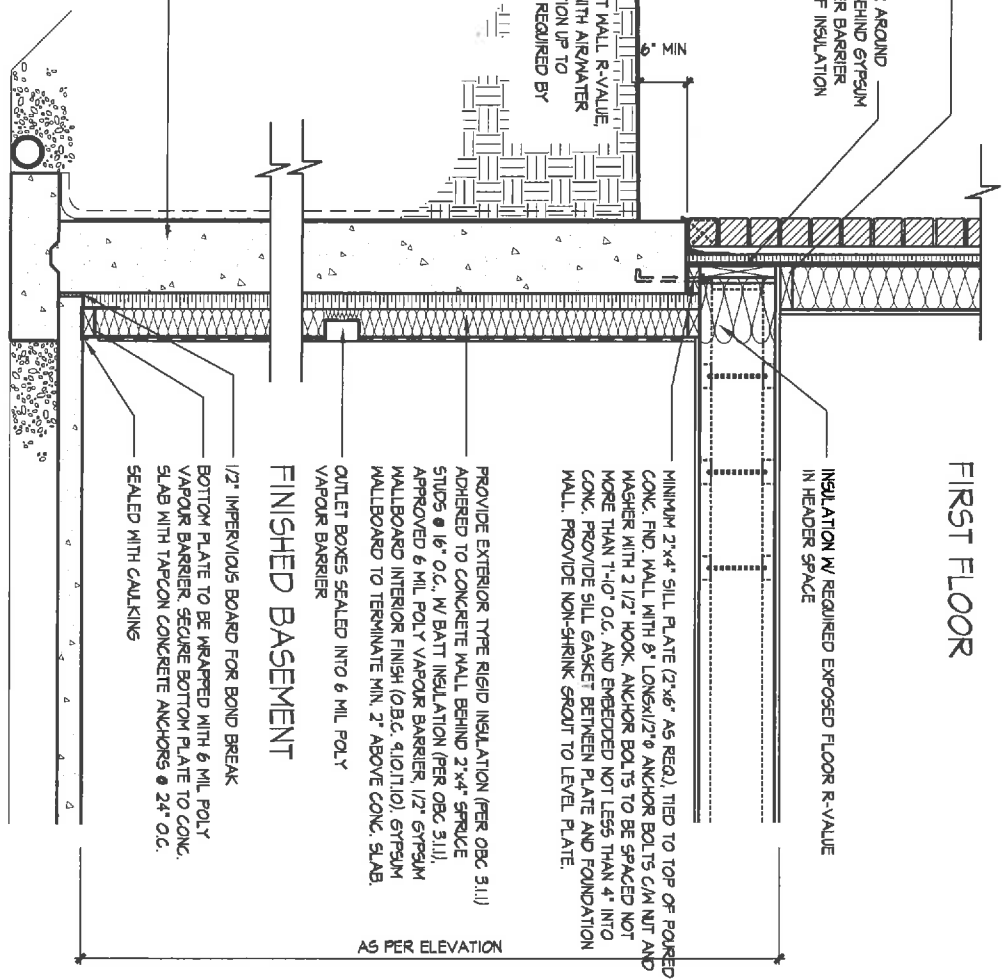 FIRST FLOOR
INSULATION W/ REQUIRED EXPOSED FLOOR R-VALUE
IN HEADER SPACE
MINIMUM 2"x4" SILL PLATE (2"x6" AS REQ.), TIED TO TOP OF POURED
CONC. FND. WALL WITH 8" LONGx1/2"Φ ANCHOR BOLTS C/W NUT AND
WASHER WITH 2 1/2" HOOK. ANCHOR BOLTS TO BE SPACED NOT
MORE THAN 7'-10" O.C. AND EMBEDDED NOT LESS THAN 4" INTO
CONC. PROVIDE SILL GASKET BETWEEN PLATE AND FOUNDATION
WALL. PROVIDE NON-SHRINK GROUT TO LEVEL PLATE.
PROVIDE EXTERIOR TYPE RIGID INSULATION (PER OBC 3.1.1.1)
ADHERED TO CONCRETE WALL BEHIND 2"x4" SPRUCE
STUDS @ 16" O.C., W/ BATT INSULATION (PER OBC 3.1.1.1),
APPROVED 6 MIL POLY VAPOUR BARRIER, 1/2" GYPSUM
WALLBOARD INTERIOR FINISH (O.B.C. 9.10.17.10). GYPSUM
WALLBOARD TO TERMINATE MIN. 2" ABOVE CONC. SLAB.
OUTLET BOXES SEALED INTO 6 MIL POLY
VAPOUR BARRIER
FINISHED BASEMENT
1/2" IMPERVIOUS BOARD FOR BOND BREAK
BOTTOM PLATE TO BE WRAPPED WITH 6 MIL POLY
VAPOUR BARRIER. SECURE BOTTOM PLATE TO CONC.
SLAB WITH TAPCON CONCRETE ANCHORS @ 24" O.C.
SEALED WITH CAULKING
AS PER ELEVATION
6" MIN
AROUND
BEHIND GYPSUM
R BARRIER
F INSULATION
T WALL R-VALUE,
WITH AIR/WATER
TION UP TO
REQUIRED BY